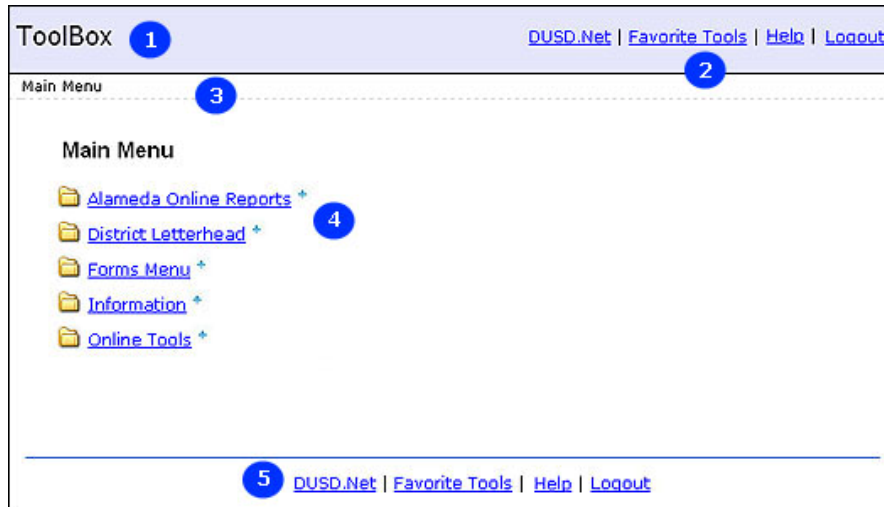 ToolBox 1
DUSD.Net | Favorite Tools | Help | Logout
2
Main Menu
3
Main Menu
Alameda Online Reports +
4
District Letterhead +
Forms Menu +
Information +
Online Tools +
5 DUSD.Net | Favorite Tools | Help | Logout